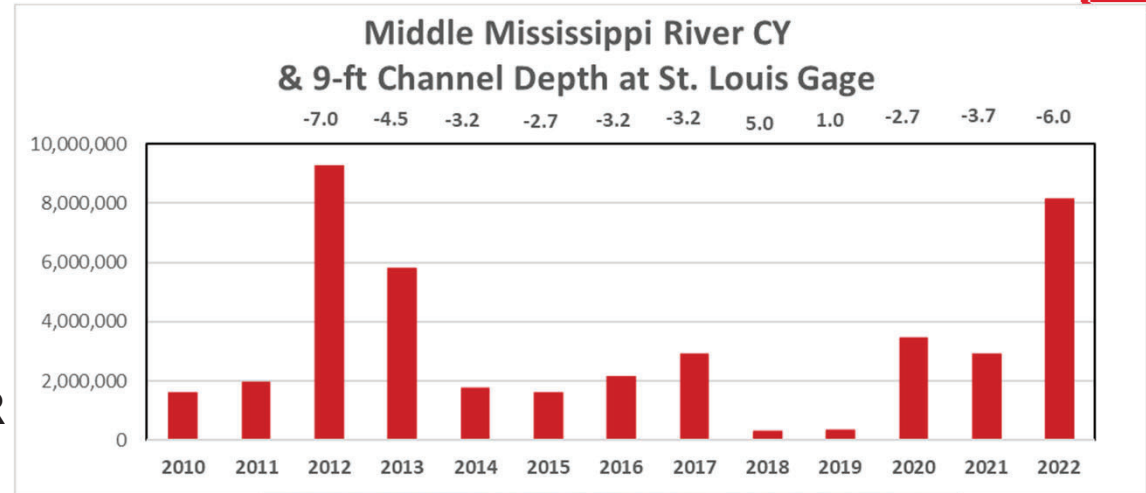 Middle Mississippi River CY
& 9-ft Channel Depth at St. Louis Gage
-7.0 -4.5 -3.2 -2.7 -3.2 -3.2 5.0 1.0 -2.7 -3.7 -6.0
10,000,000
8,000,000
6,000,000
4,000,000
2,000,000
R
0
2010 2011 2012 2013 2014 2015 2016 2017 2018 2019 2020 2021 2022